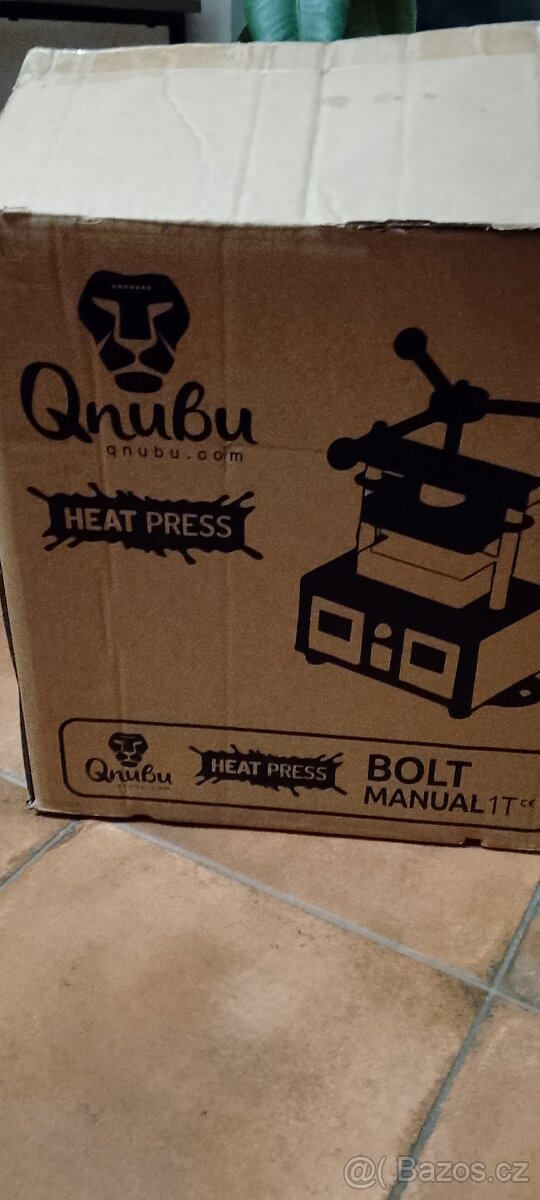 QnuBu
qnubu.com
HEAT PRESS
QnuBu
HEAT PRESS
BOLT
MANUAL 1T CE
@( Bazos.cz